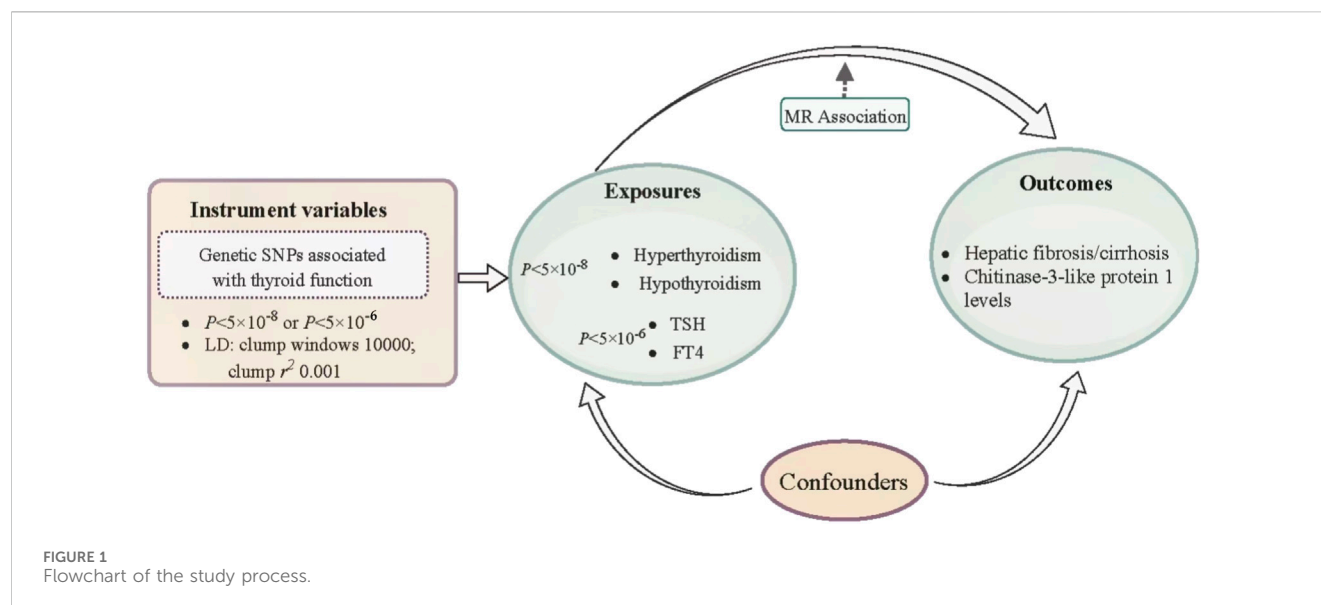 MR Association
Instrument variables
Genetic SNPs associated
with thyroid function
• P<5×10⁻⁸ or P<5×10⁻⁶
• LD: clump windows 10000;
clump r² 0.001
Exposures
P<5×10⁻⁸
• Hyperthyroidism
• Hypothyroidism
P<5×10⁻⁶
• TSH
• FT4
Outcomes
• Hepatic fibrosis/cirrhosis
• Chitinase-3-like protein 1
levels
Confounders
FIGURE 1
Flowchart of the study process.